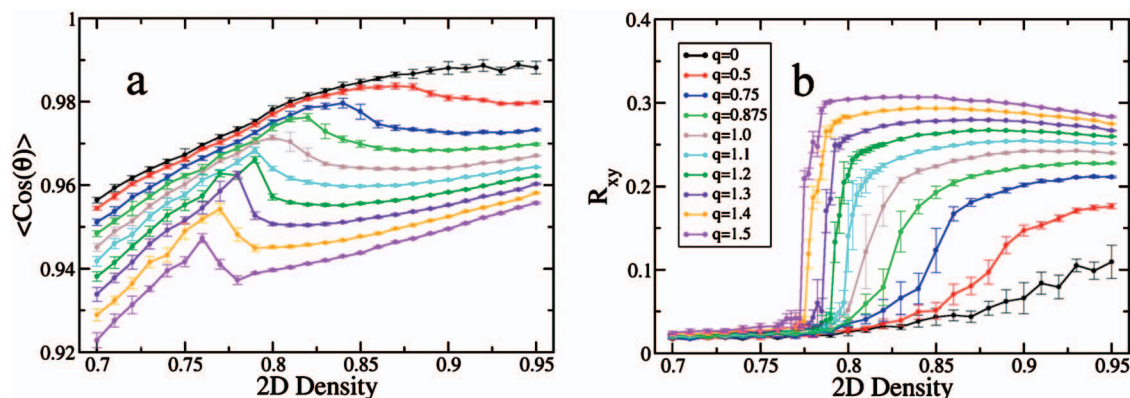 a
<Cos(θ)>
1
0.98
0.96
0.94
0.92
0.7
0.75
0.8
0.85
0.9
0.95
2D Density
b
R_xy
0.4
0.3
0.2
0.1
0
q=0
q=0.5
q=0.75
q=0.875
q=1.0
q=1.1
q=1.2
q=1.3
q=1.4
q=1.5
0.7
0.75
0.8
0.85
0.9
0.95
2D Density